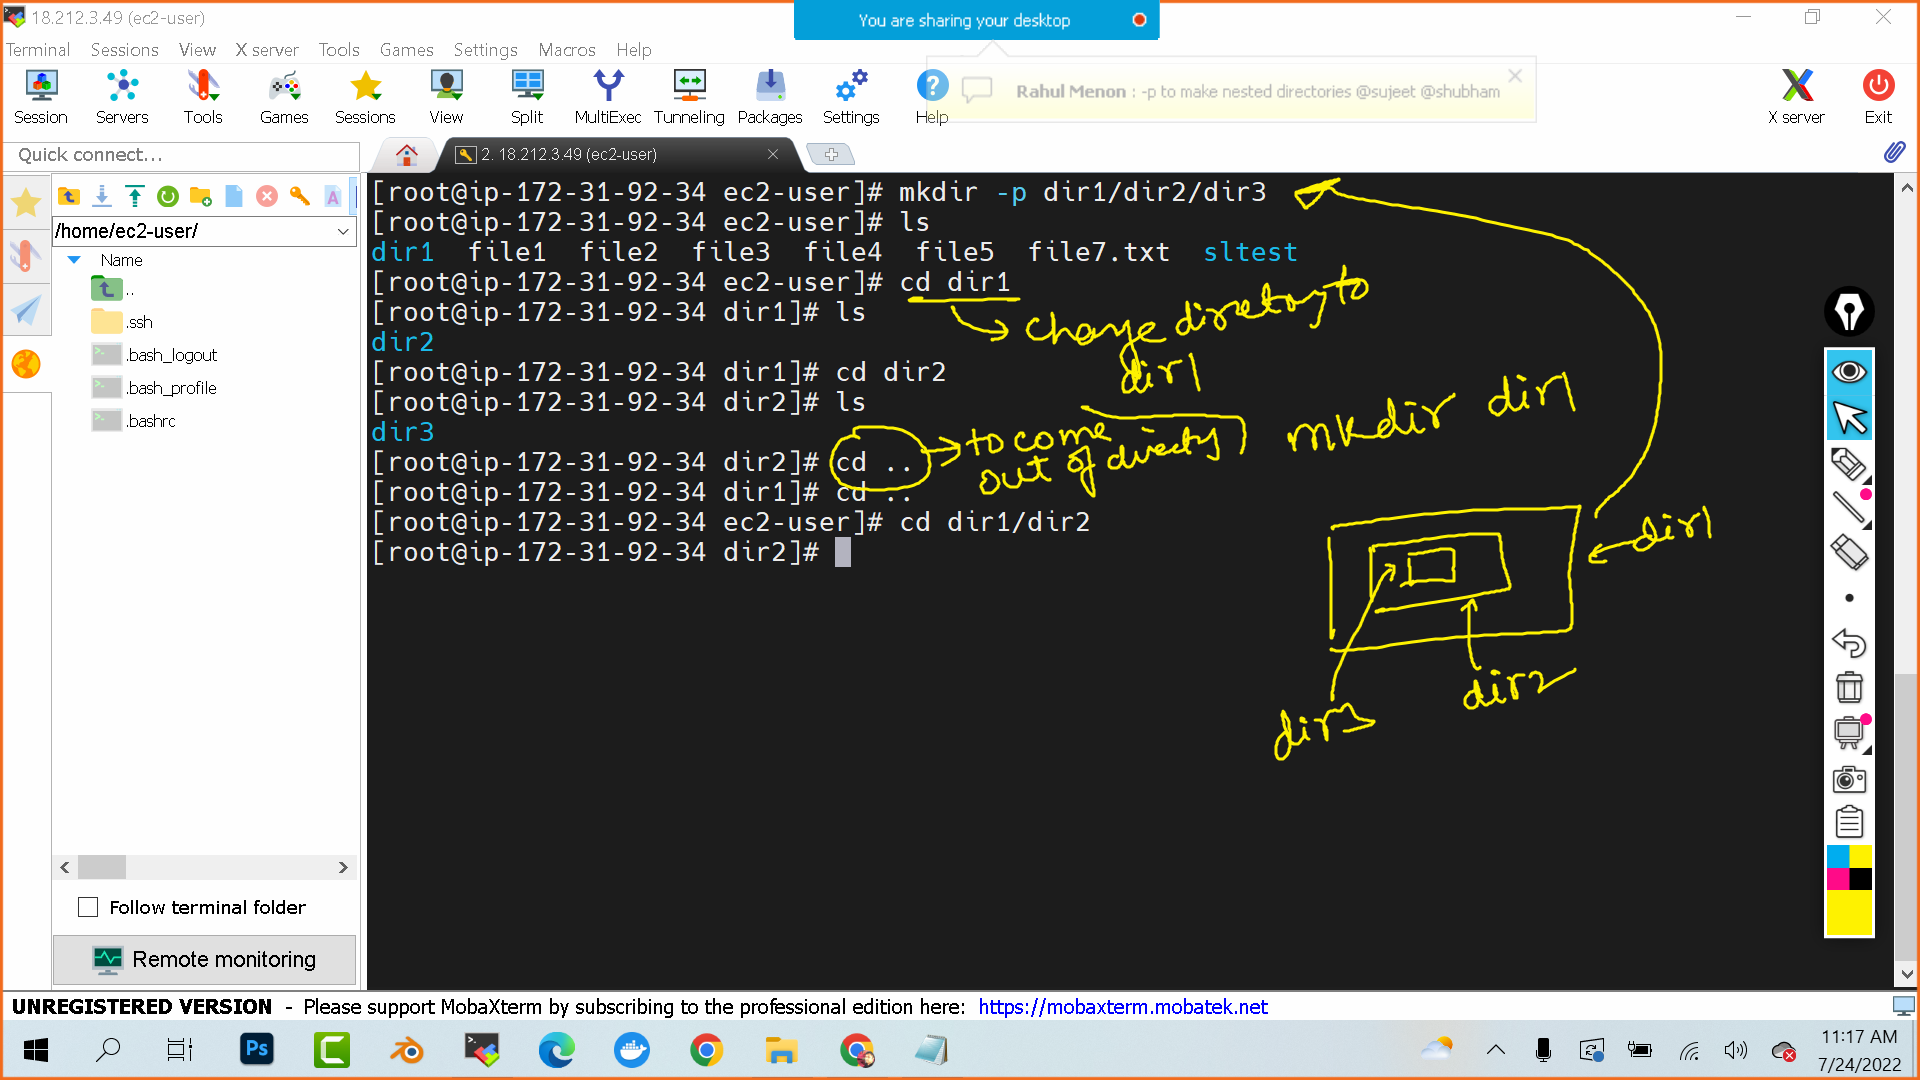 18.212.3.49 (ec2-user)
You are sharing your desktop
Terminal Sessions View X server Tools Games Settings Macros Help
Rahul Menon : -p to make nested directories @sujeet @shubham
Session Servers Tools Games Sessions View Split MultiExec Tunneling Packages Settings Help X server Exit
Quick connect...
2. 18.212.3.49 (ec2-user)
/home/ec2-user/
Name
..
.ssh
.bash_logout
.bash_profile
.bashrc
Follow terminal folder
Remote monitoring
[root@ip-172-31-92-34 ec2-user]# mkdir -p dir1/dir2/dir3
[root@ip-172-31-92-34 ec2-user]# ls
dir1 file1 file2 file3 file4 file5 file7.txt sltest
[root@ip-172-31-92-34 ec2-user]# cd dir1
[root@ip-172-31-92-34 dir1]# ls
dir2
[root@ip-172-31-92-34 dir1]# cd dir2
[root@ip-172-31-92-34 dir2]# ls
dir3
[root@ip-172-31-92-34 dir2]# cd ..
[root@ip-172-31-92-34 dir1]# cd ..
[root@ip-172-31-92-34 ec2-user]# cd dir1/dir2
[root@ip-172-31-92-34 dir2]#
change diretory to
dir1
to come
out of directy
mkdir dir1
dir1
dir2
dir3
UNREGISTERED VERSION - Please support MobaXterm by subscribing to the professional edition here: https://mobaxterm.mobatek.net
Ps
C
11:17 AM
7/24/2022